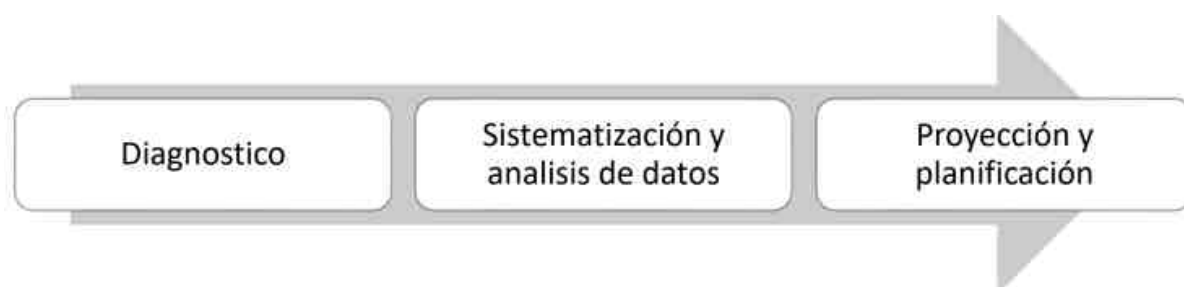 Diagnostico
Sistematización y
analisis de datos
Proyección y
planificación